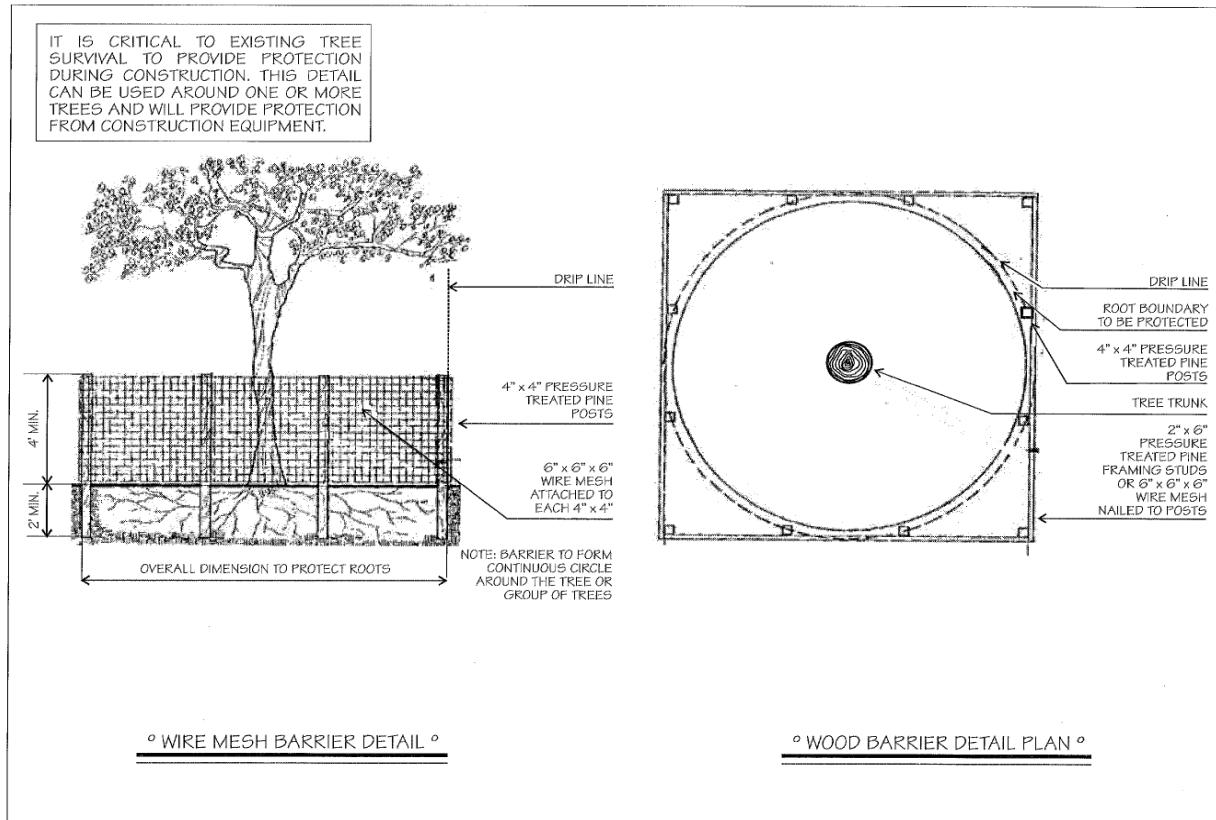 IT IS CRITICAL TO EXISTING TREE
SURVIVAL TO PROVIDE PROTECTION
DURING CONSTRUCTION. THIS DETAIL
CAN BE USED AROUND ONE OR MORE
TREES AND WILL PROVIDE PROTECTION
FROM CONSTRUCTION EQUIPMENT.
DRIP LINE
4" x 4" PRESSURE
TREATED PINE
POSTS
6" x 6" x 6"
WIRE MESH
ATTACHED TO
EACH 4" x 4"
4' MIN.
2' MIN.
OVERALL DIMENSION TO PROTECT ROOTS
NOTE: BARRIER TO FORM
CONTINUOUS CIRCLE
AROUND THE TREE OR
GROUP OF TREES
° WIRE MESH BARRIER DETAIL °
DRIP LINE
ROOT BOUNDARY
TO BE PROTECTED
4" x 4" PRESSURE
TREATED PINE
POSTS
TREE TRUNK
2" x 6"
PRESSURE
TREATED PINE
FRAMING STUDS
OR 6" x 6" x 6"
WIRE MESH
NAILED TO POSTS
° WOOD BARRIER DETAIL PLAN °